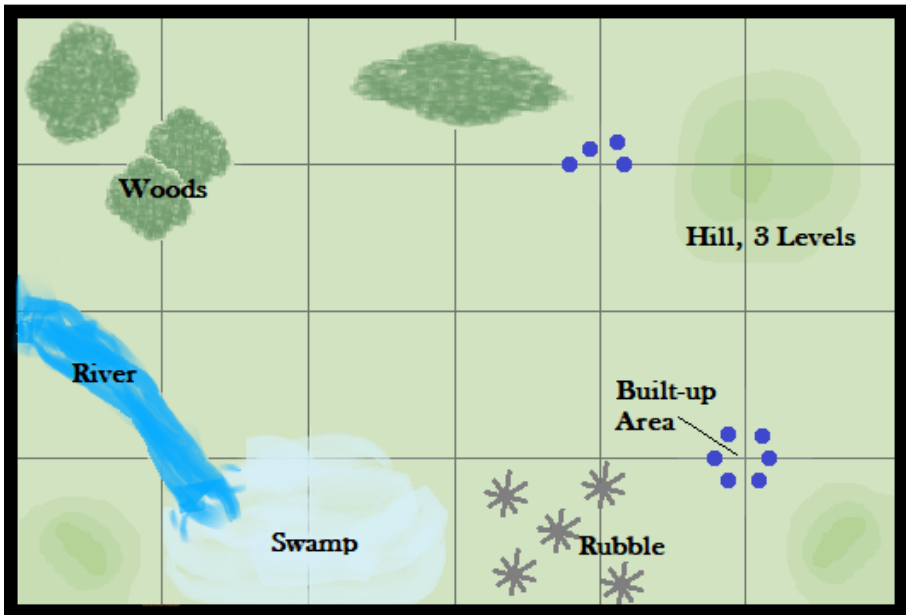 Woods
Hill, 3 Levels
River
Built-up
Area
Swamp
Rubble